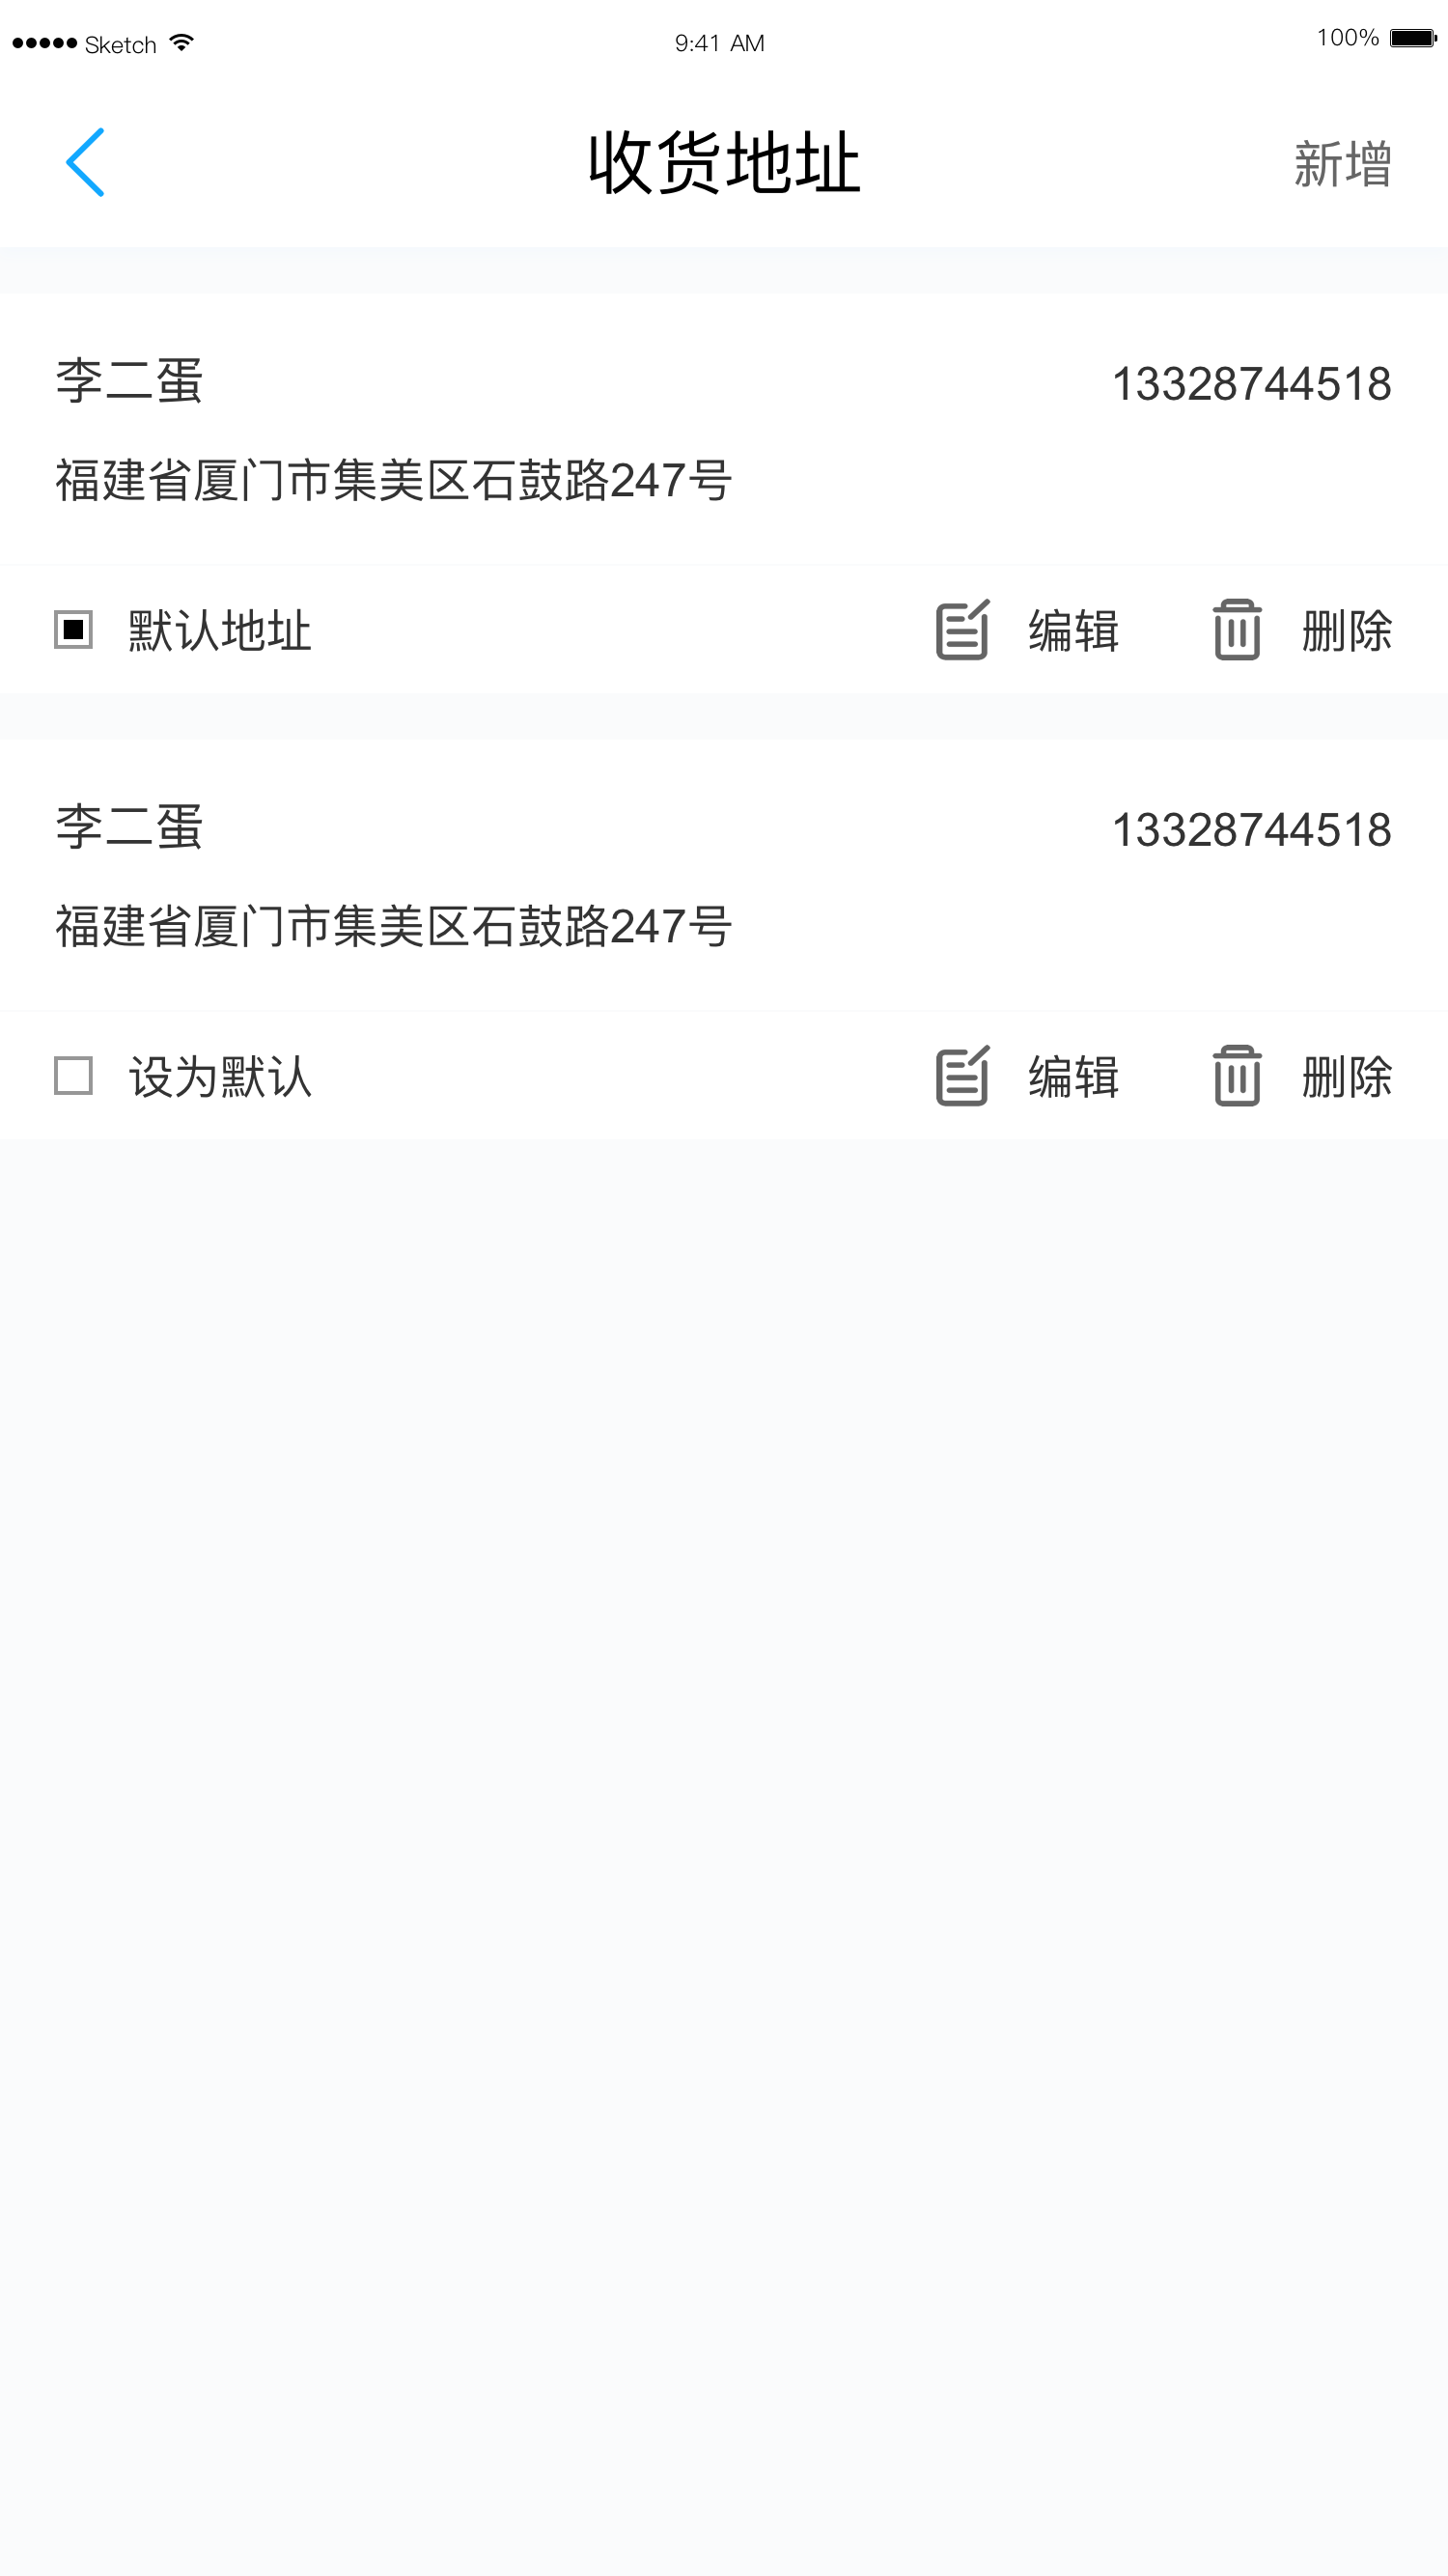 Sketch 9:41 AM 100%
收货地址 新增
李二蛋 13328744518
福建省厦门市集美区石鼓路247号
默认地址 编辑 删除
李二蛋 13328744518
福建省厦门市集美区石鼓路247号
设为默认 编辑 删除